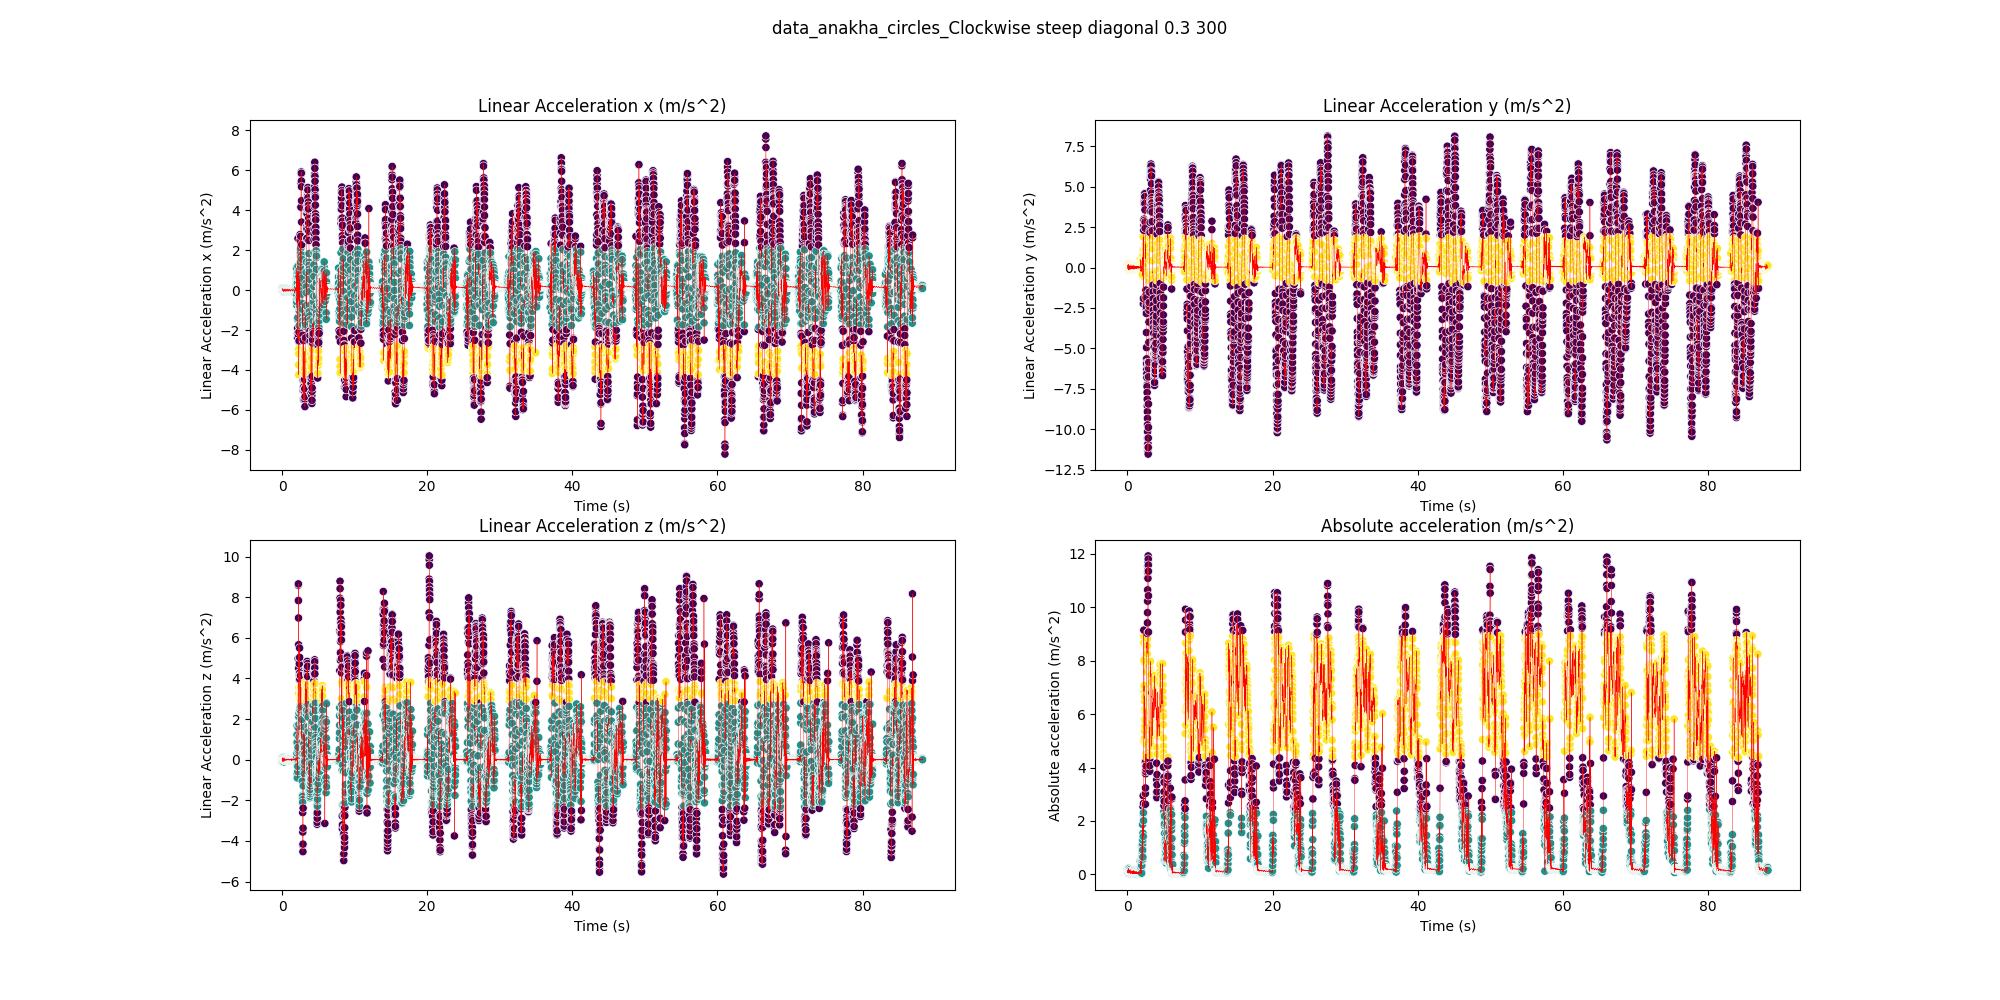 data_anakha_circles_Clockwise steep diagonal 0.3 300
Linear Acceleration x (m/s^2)
Linear Acceleration x (m/s^2)
8
6
4
2
0
−2
−4
−6
−8
0 20 40 60 80
Time (s)
Linear Acceleration y (m/s^2)
Linear Acceleration y (m/s^2)
7.5
5.0
2.5
0.0
−2.5
−5.0
−7.5
−10.0
−12.5
0 20 40 60 80
Time (s)
Linear Acceleration z (m/s^2)
Linear Acceleration z (m/s^2)
10
8
6
4
2
0
−2
−4
−6
0 20 40 60 80
Time (s)
Absolute acceleration (m/s^2)
Absolute acceleration (m/s^2)
12
10
8
6
4
2
0
0 20 40 60 80
Time (s)